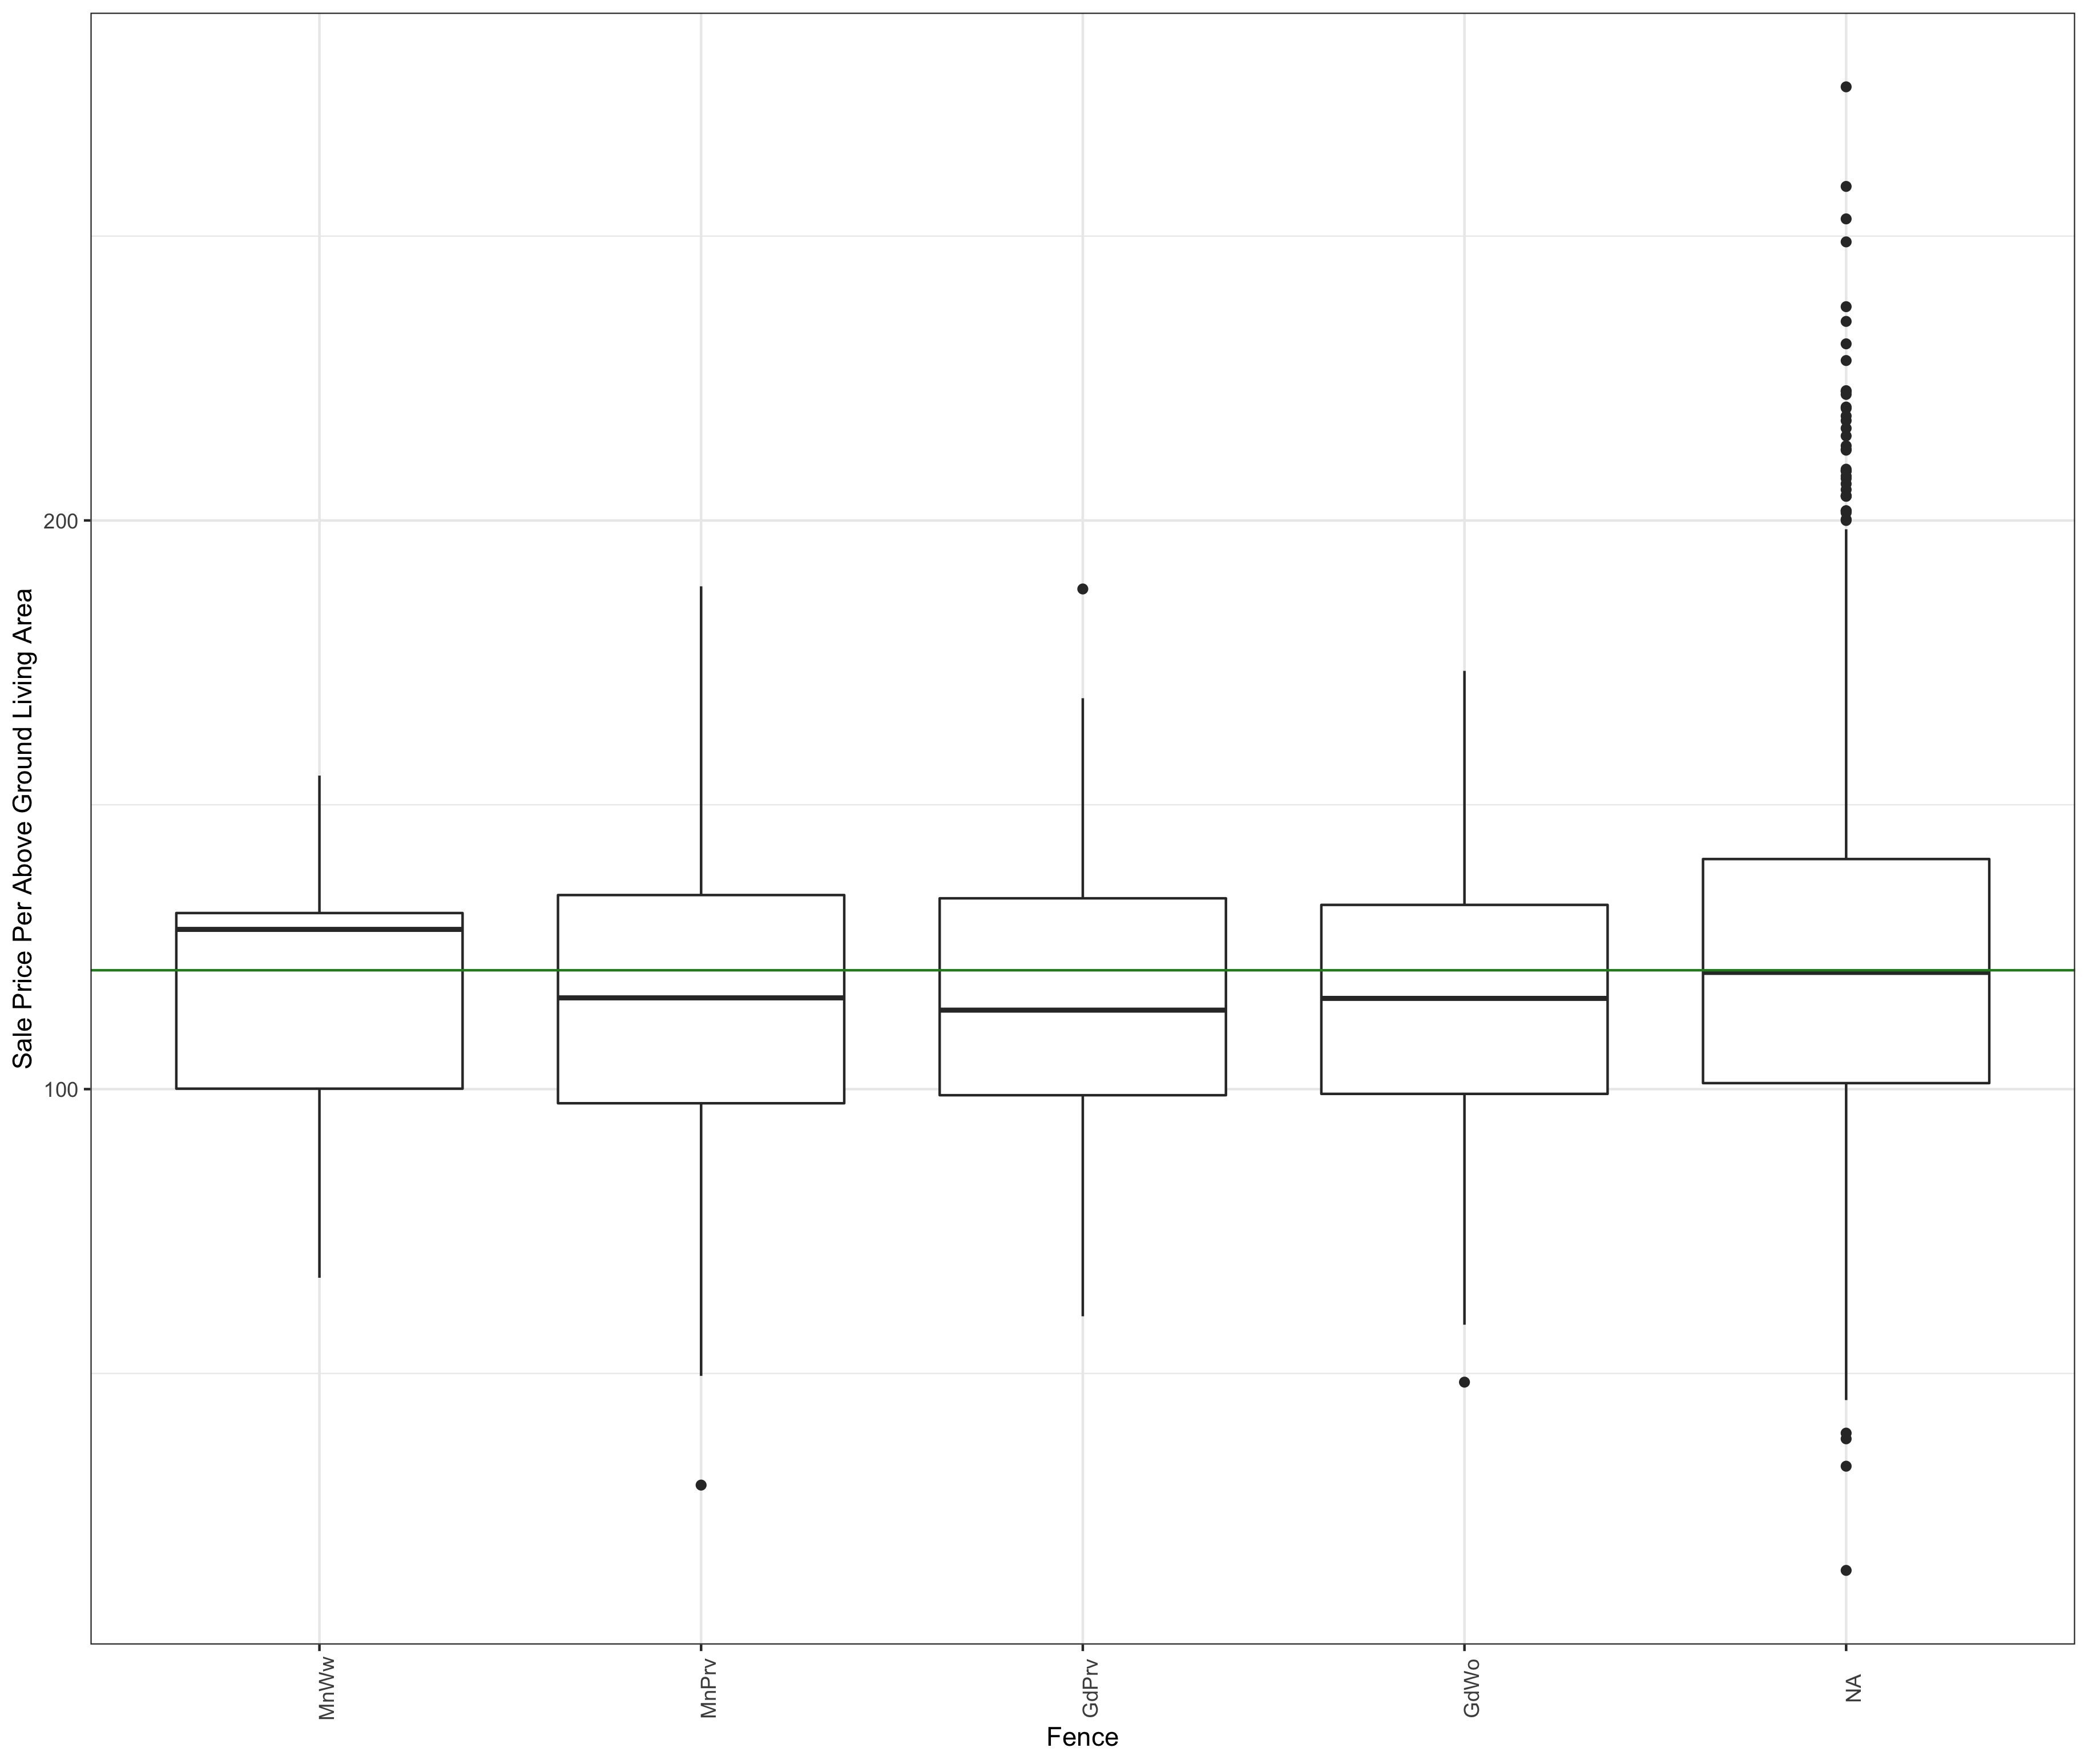 Sale Price Per Above Ground Living Area
200
100
MnWw
MnPrv
GdPrv
GdWo
NA
Fence